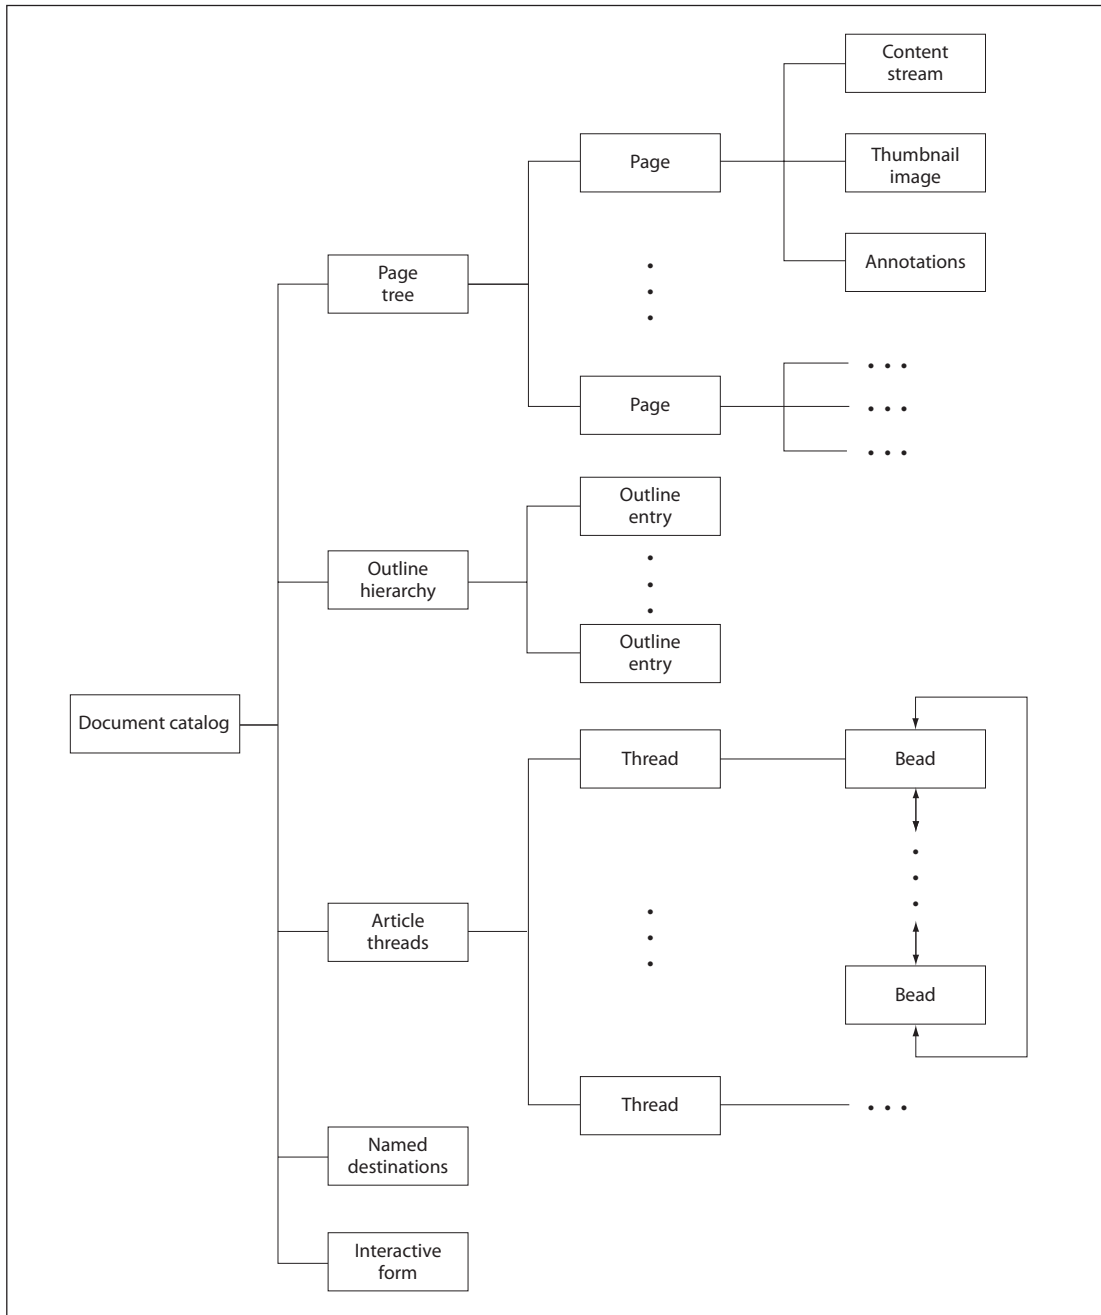 Content
stream
Page
Thumbnail
image
Annotations
Page
tree
Page
Outline
entry
Outline
hierarchy
Outline
entry
Document catalog
Thread
Bead
Article
threads
Bead
Thread
Named
destinations
Interactive
form